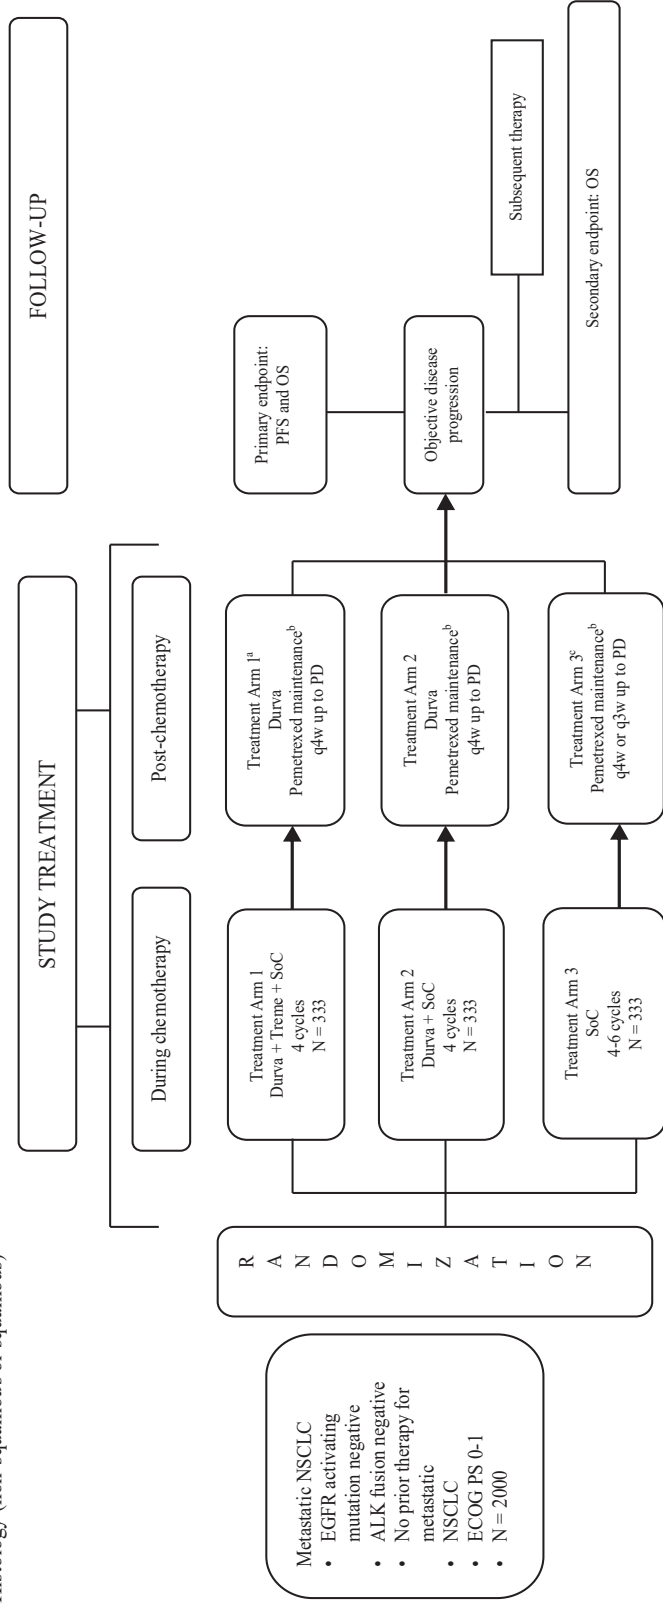 Histology (non-squamous or squamous)
STUDY TREATMENT
FOLLOW-UP
During chemotherapy
Post-chemotherapy
Metastatic NSCLC
• EGFR activating
mutation negative
• ALK fusion negative
• No prior therapy for
metastatic
• NSCLC
• ECOG PS 0-1
• N = 2000
R
A
N
D
O
M
I
Z
A
T
I
O
N
Treatment Arm 1
Durva + Treme + SoC
4 cycles
N = 333
Treatment Arm 2
Durva + SoC
4 cycles
N = 333
Treatment Arm 3
SoC
4-6 cycles
N = 333
Treatment Arm 1ᵃ
Durva
Pemetrexed maintenanceᵇ
q4w up to PD
Treatment Arm 2
Durva
Pemetrexed maintenanceᵇ
q4w up to PD
Treatment Arm 3ᶜ
Pemetrexed maintenanceᵇ
q4w or q3w up to PD
Primary endpoint:
PFS and OS
Objective disease
progression
Subsequent therapy
Secondary endpoint: OS